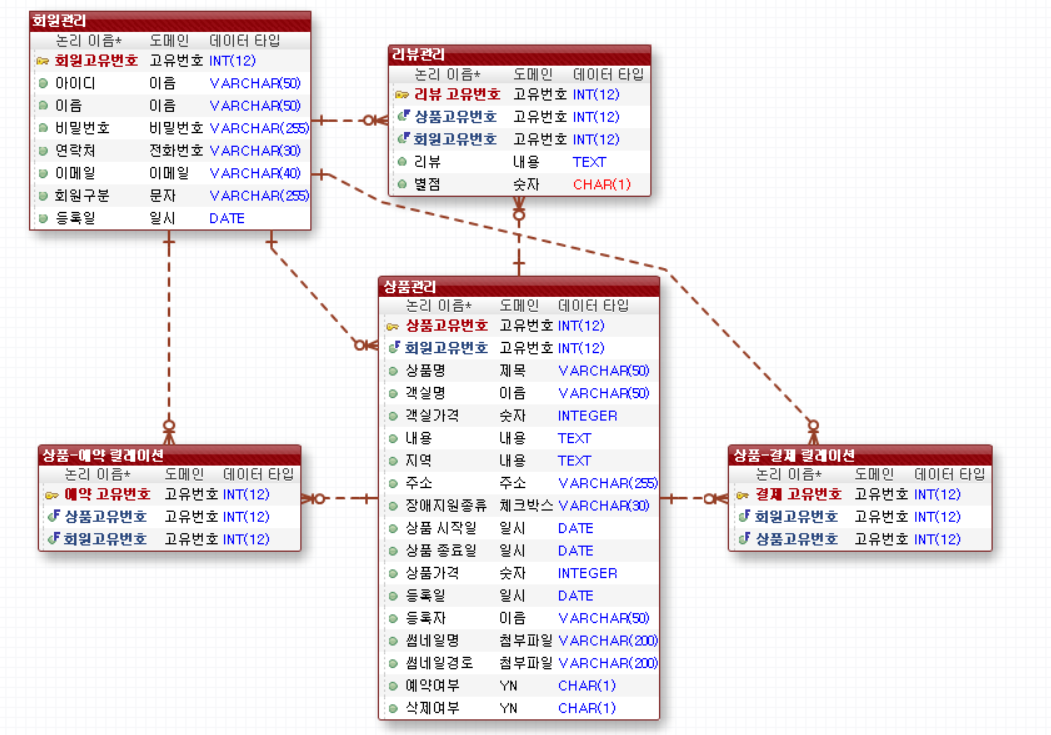 회원관리
논리 이름* 도메인 데이터 타입
회원고유번호 고유번호 INT(12)
아이디 이름 VARCHAR(50)
이름 이름 VARCHAR(50)
비밀번호 비밀번호 VARCHAR(255)
연락처 전화번호 VARCHAR(30)
이메일 이메일 VARCHAR(40)
회원구분 문자 VARCHAR(255)
등록일 일시 DATE
리뷰관리
논리 이름* 도메인 데이터 타입
리뷰 고유번호 고유번호 INT(12)
상품고유번호 고유번호 INT(12)
회원고유번호 고유번호 INT(12)
리뷰 내용 TEXT
별점 숫자 CHAR(1)
상품관리
논리 이름* 도메인 데이터 타입
상품고유번호 고유번호 INT(12)
회원고유번호 고유번호 INT(12)
상품명 제목 VARCHAR(50)
객실명 이름 VARCHAR(50)
객실가격 숫자 INTEGER
내용 내용 TEXT
지역 내용 TEXT
주소 주소 VARCHAR(255)
장애지원종류 체크박스 VARCHAR(30)
상품 시작일 일시 DATE
상품 종료일 일시 DATE
상품가격 숫자 INTEGER
등록일 일시 DATE
등록자 이름 VARCHAR(50)
썸네일명 첨부파일 VARCHAR(200)
썸네일경로 첨부파일 VARCHAR(200)
예약여부 YN CHAR(1)
삭제여부 YN CHAR(1)
상품-예약 릴레이션
논리 이름* 도메인 데이터 타입
예약 고유번호 고유번호 INT(12)
상품고유번호 고유번호 INT(12)
회원고유번호 고유번호 INT(12)
상품-결제 릴레이션
논리 이름* 도메인 데이터 타입
결제 고유번호 고유번호 INT(12)
회원고유번호 고유번호 INT(12)
상품고유번호 고유번호 INT(12)